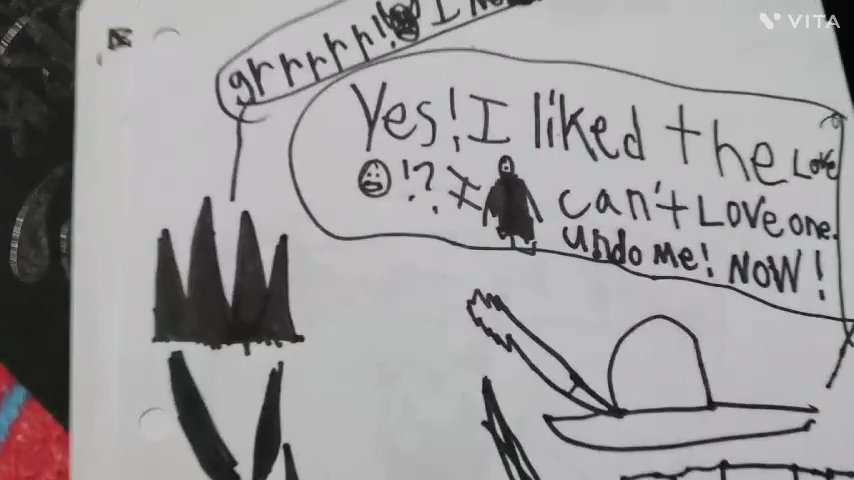 VITA
grrrrr! I
Yes! I liked the Love
!? I can't Love one.
undo me! NOW!